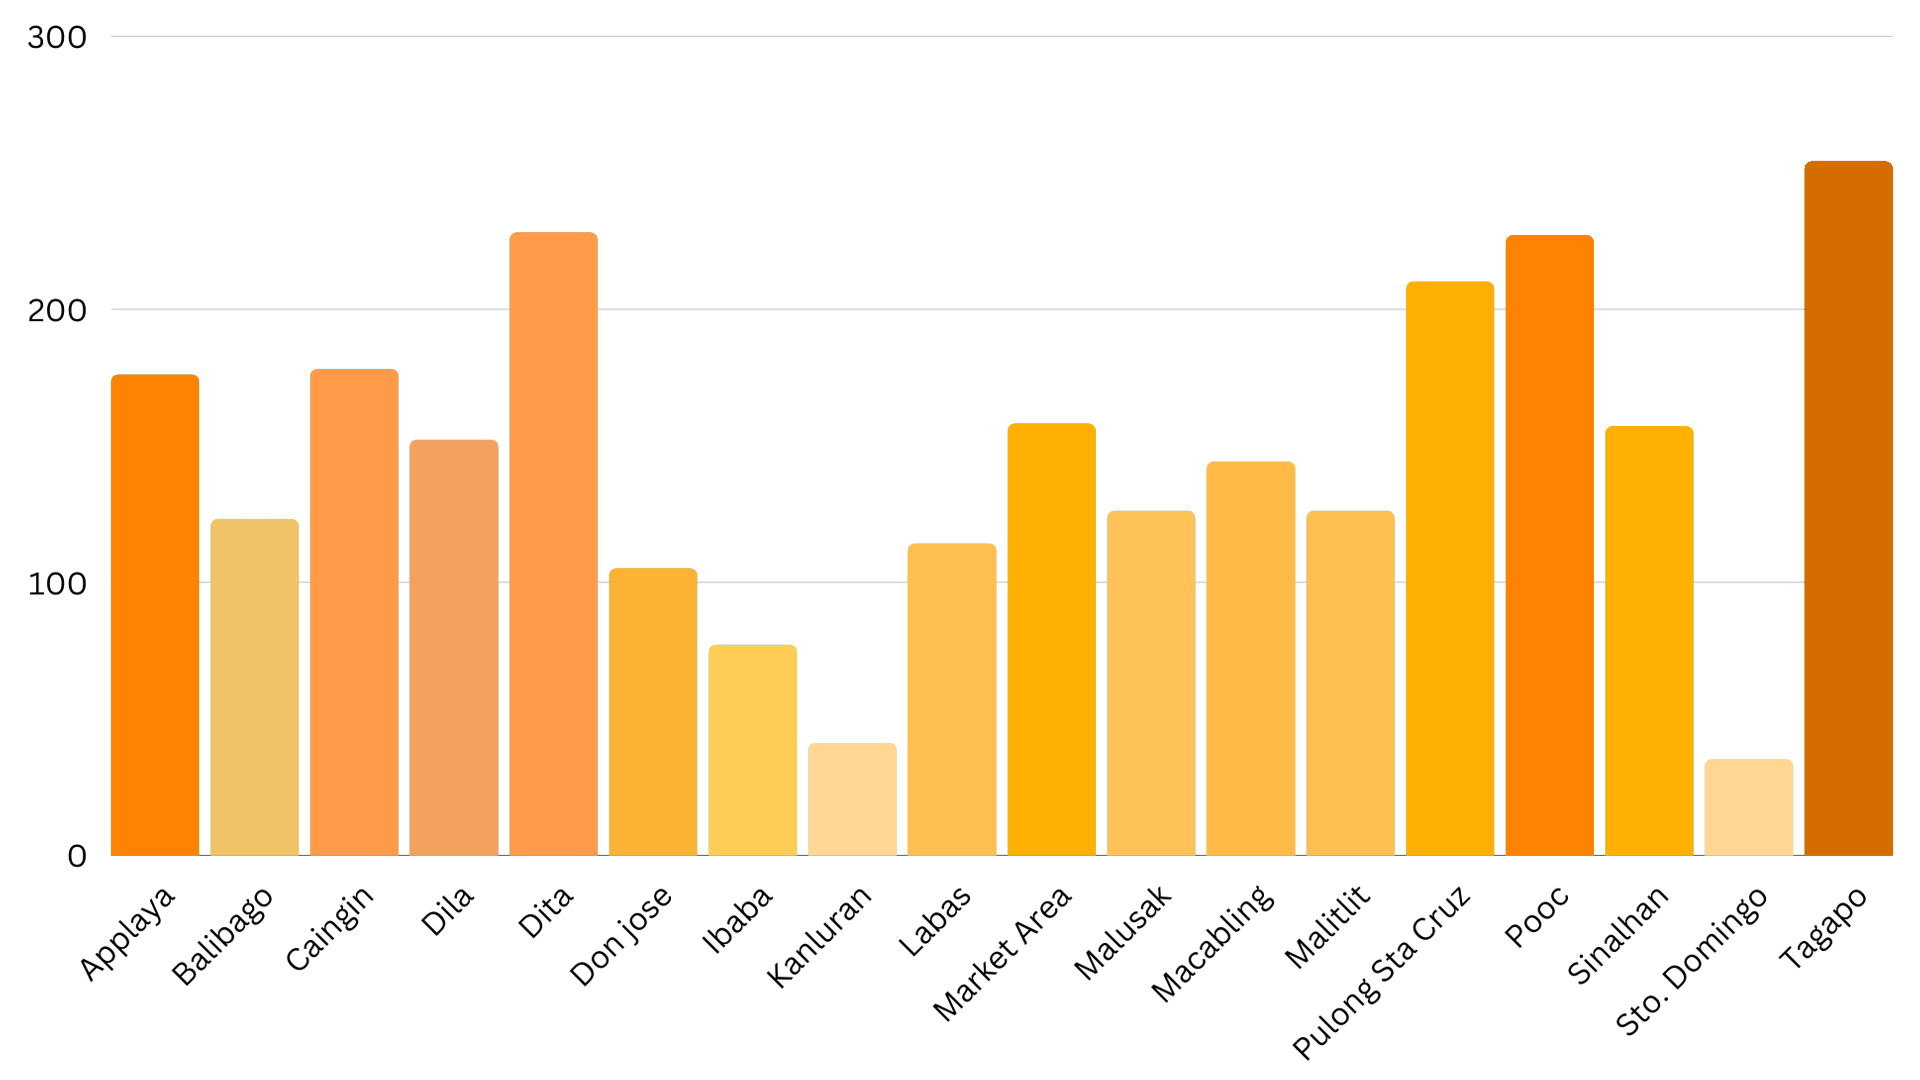 300
200
100
0
Applaya
Balibago
Caingin
Dila
Dita
Don jose
Ibaba
Kanluran
Labas
Market Area
Malusak
Macabling
Malitlit
Pulong Sta Cruz
Pooc
Sinalhan
Sto. Domingo
Tagapo